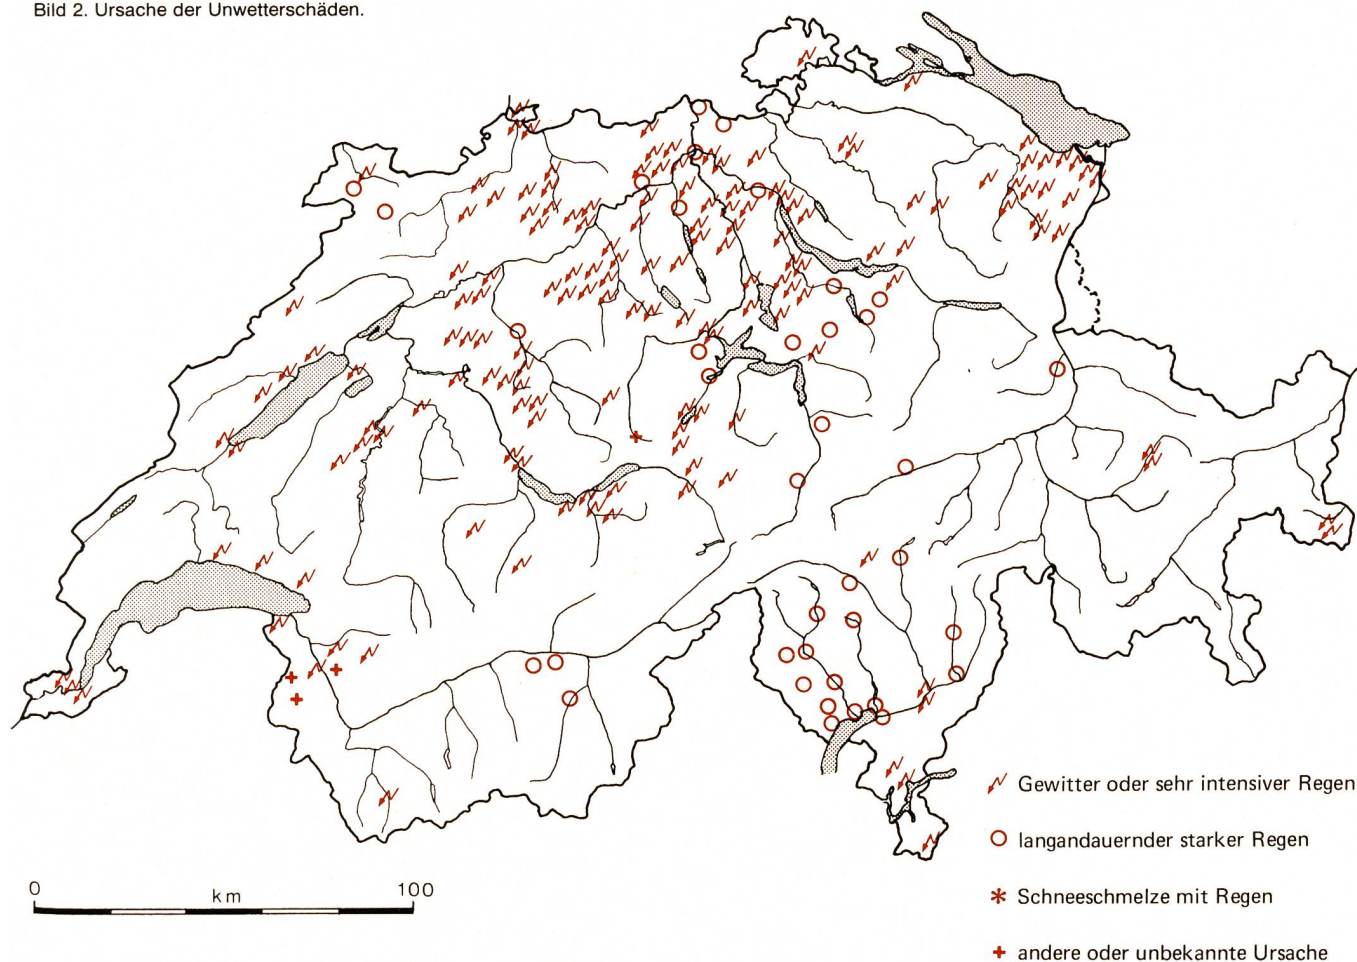 Bild 2. Ursache der Unwetterschäden.
Gewitter oder sehr intensiver Regen
langandauernder starker Regen
0 km 100
Schneeschmelze mit Regen
andere oder unbekannte Ursache